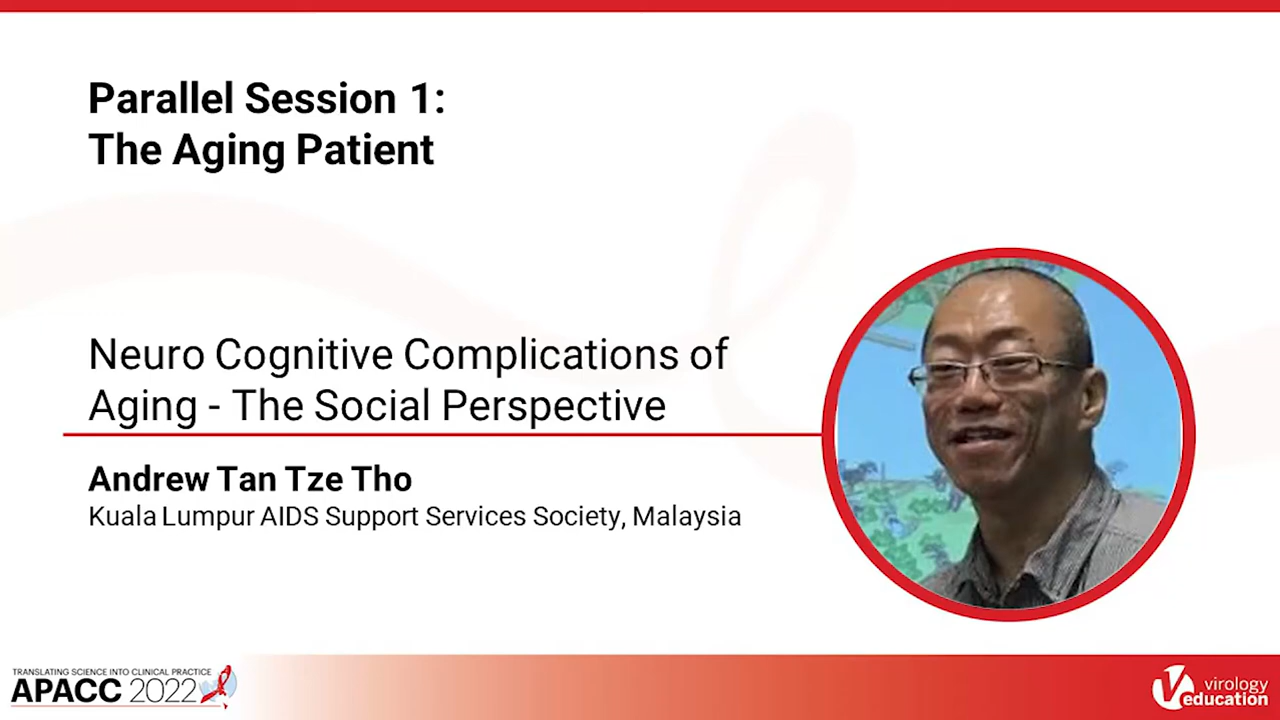 Parallel Session 1:
The Aging Patient
Neuro Cognitive Complications of
Aging - The Social Perspective
Andrew Tan Tze Tho
Kuala Lumpur AIDS Support Services Society, Malaysia
TRANSLATING SCIENCE INTO CLINICAL PRACTICE
APACC 2022
virology
education